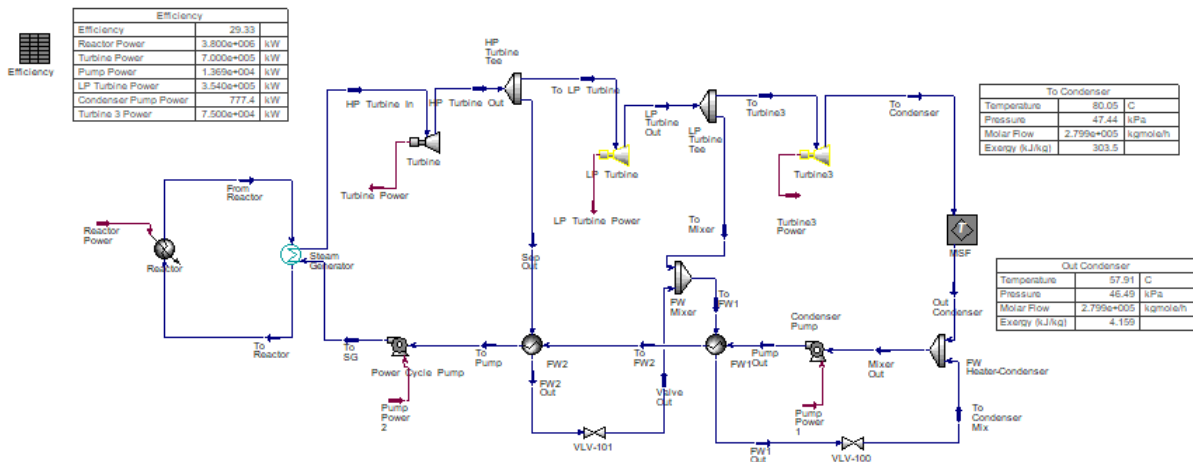 Efficiency
Efficiency
Efficiency 29.33
Reactor Power 3.800e+006 kW
Turbine Power 7.000e+005 kW
Pump Power 1.369e+004 kW
LP Turbine Power 3.540e+005 kW
Condenser Pump Power 777.4 kW
Turbine 3 Power 7.500e+004 kW
HP
Turbine
Tee
HP Turbine In
HP Turbine Out
Turbine
Turbine Power
To LP Turbine
LP
Turbine
Out
LP
Turbine
Tee
LP Turbine
LP Turbine Power
To
Turbine3
Turbine3
Turbine3
Power
To
Condenser
To Condenser
Temperature 80.05 C
Pressure 47.44 kPa
Molar Flow 2.799e+005 kgmole/h
Exergy (kJ/kg) 303.5
From
Reactor
Reactor
Power
Reactor
Steam
Generator
To
Reactor
Sep
Out
To
Mixer
FW
Mixer
To
FW1
MSF
Out
Condenser
Out Condenser
Temperature 57.91 C
Pressure 46.49 kPa
Molar Flow 2.799e+005 kgmole/h
Exergy (kJ/kg) 4.159
To
SG
Power Cycle Pump
Pump
Power
2
To
Pump
FW2
FW2
Out
VLV-101
Valve
Out
To
FW2
FW1
Pump
Out
Condenser
Pump
Pump
Power
1
Mixer
Out
FW
Heater-Condenser
To
Condenser
Mix
FW1
Out
VLV-100